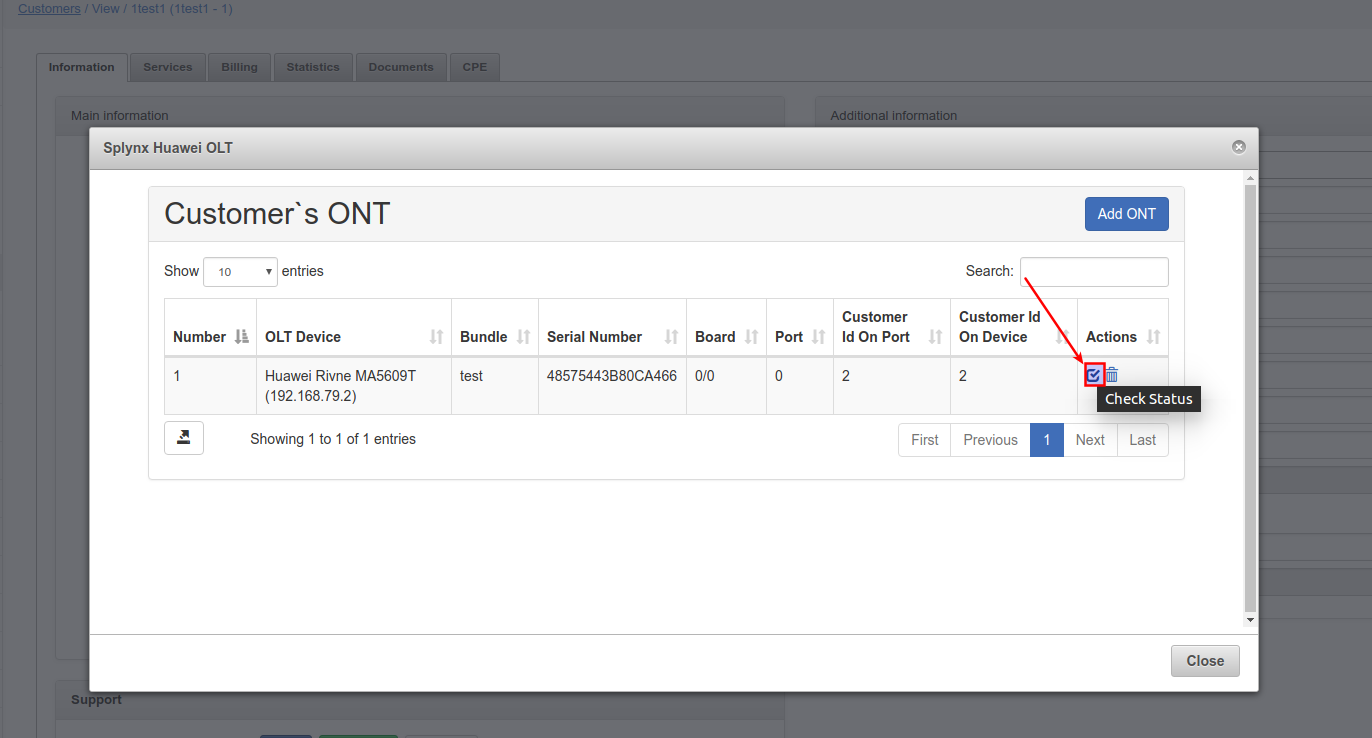 Customers / View / 1test1 (1test1 - 1)
Information Services Billing Statistics Documents CPE
Main information Additional information
Splynx Huawei OLT
Customer`s ONT Add ONT
Show 10 entries Search:
Number OLT Device Bundle Serial Number Board Port Customer Id On Port Customer Id On Device Actions
1 Huawei Rivne MA5609T (192.168.79.2) test 48575443B80CA466 0/0 0 2 2
Check Status
Showing 1 to 1 of 1 entries First Previous 1 Next Last
Close
Support